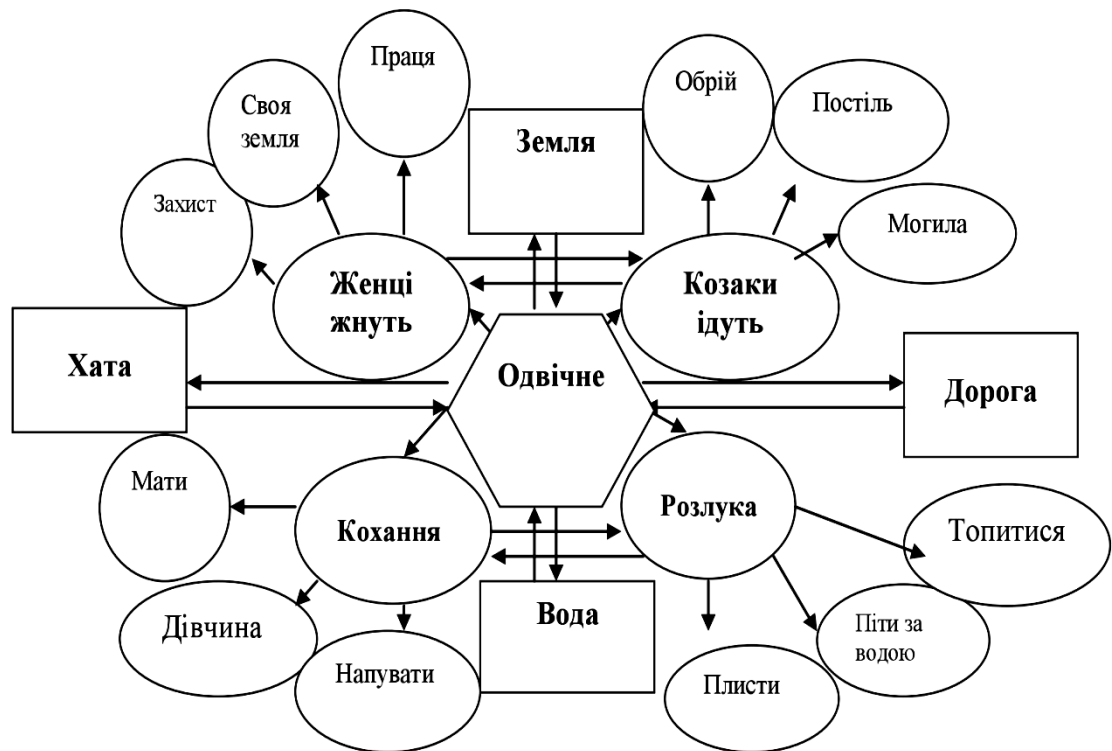 Праця
Обрій
Своя
земля
Постіль
Земля
Захист
Могила
Женці
жнуть
Козаки
ідуть
Хата
Одвічне
Дорога
Мати
Кохання
Розлука
Топитися
Вода
Дівчина
Піти за
водою
Напувати
Плисти